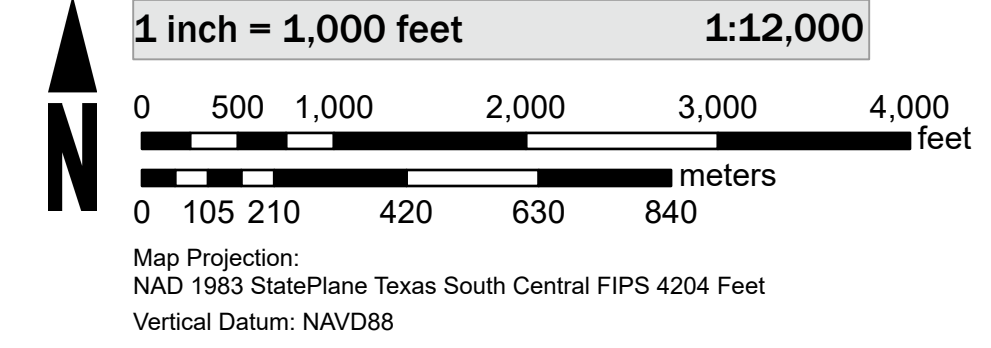 1 inch = 1,000 feet 1:12,000
0 500 1,000 2,000 3,000 4,000
feet
meters
0 105 210 420 630 840
N
Map Projection:
NAD 1983 StatePlane Texas South Central FIPS 4204 Feet
Vertical Datum: NAVD88